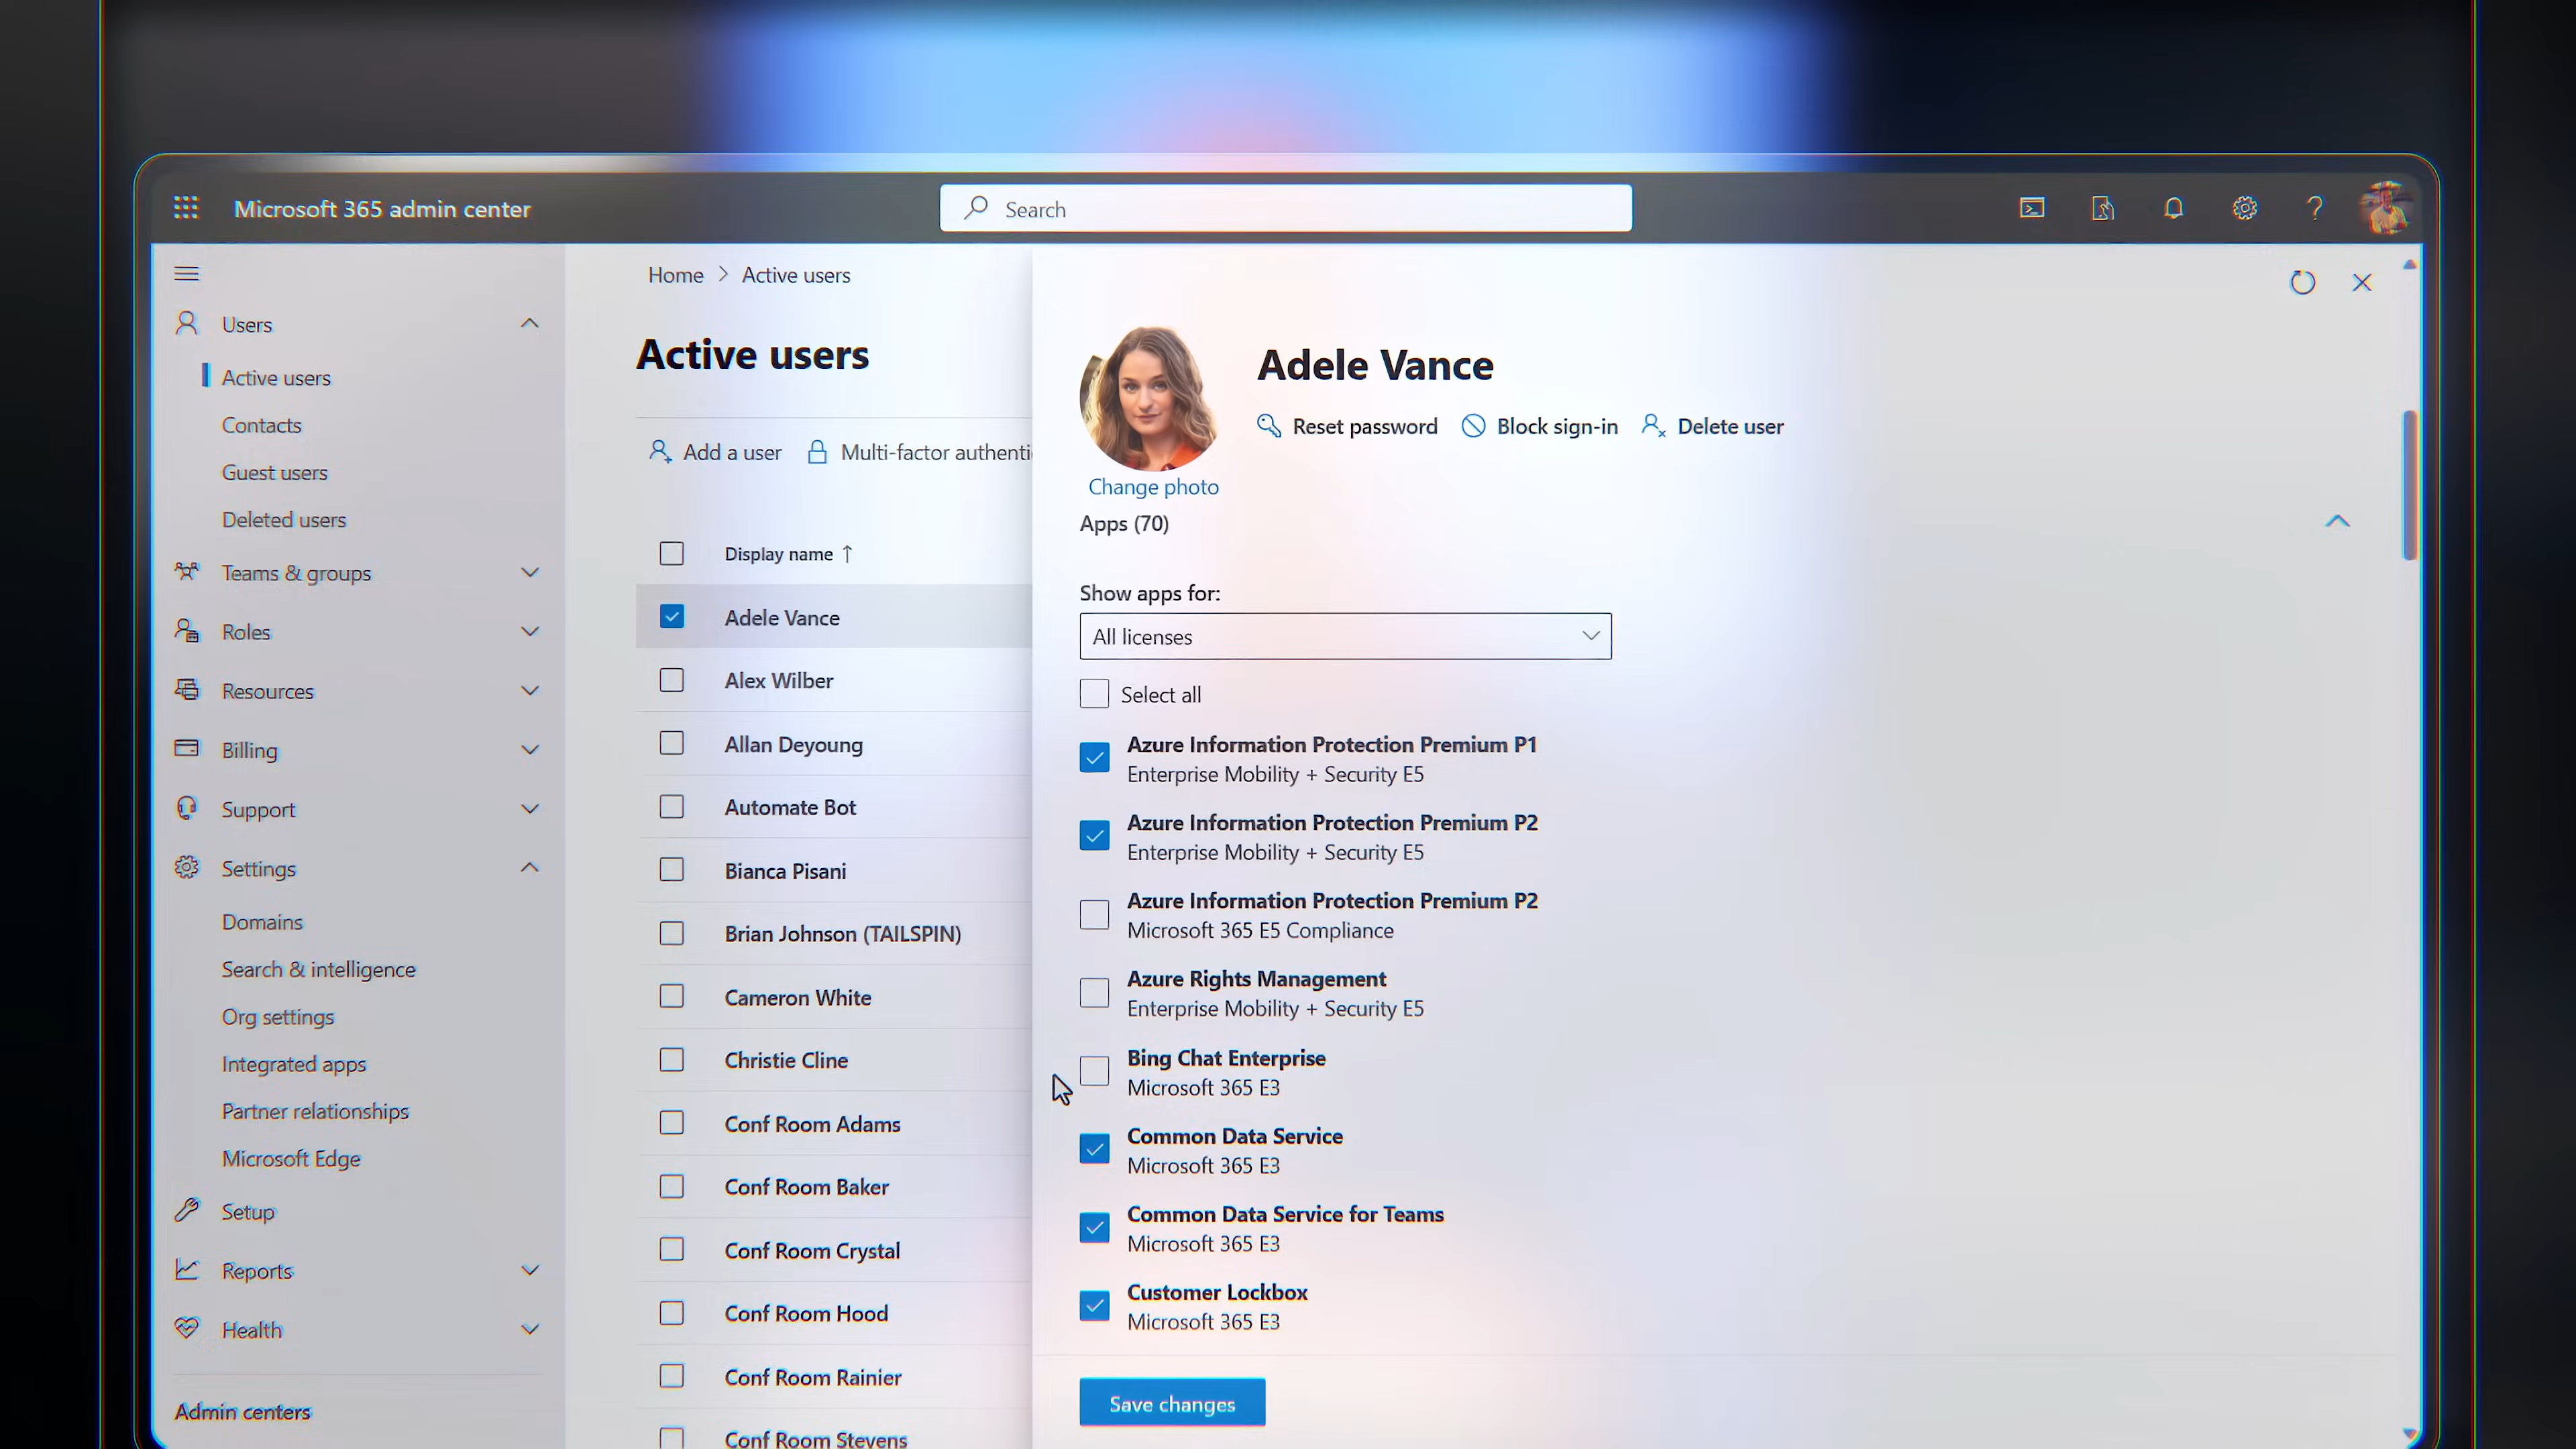 Microsoft 365 admin center
Search
Users
Active users
Contacts
Guest users
Deleted users
Teams & groups
Roles
Resources
Billing
Support
Settings
Domains
Search & intelligence
Org settings
Integrated apps
Partner relationships
Microsoft Edge
Setup
Reports
Health
Admin centers
Home > Active users
Active users
Add a user
Multi-factor authenti
Display name ↑
Adele Vance
Alex Wilber
Allan Deyoung
Automate Bot
Bianca Pisani
Brian Johnson (TAILSPIN)
Cameron White
Christie Cline
Conf Room Adams
Conf Room Baker
Conf Room Crystal
Conf Room Hood
Conf Room Rainier
Conf Room Stevens
Adele Vance
Reset password
Block sign-in
Delete user
Change photo
Apps (70)
Show apps for:
All licenses
Select all
Azure Information Protection Premium P1
Enterprise Mobility + Security E5
Azure Information Protection Premium P2
Enterprise Mobility + Security E5
Azure Information Protection Premium P2
Microsoft 365 E5 Compliance
Azure Rights Management
Enterprise Mobility + Security E5
Bing Chat Enterprise
Microsoft 365 E3
Common Data Service
Microsoft 365 E3
Common Data Service for Teams
Microsoft 365 E3
Customer Lockbox
Microsoft 365 E3
Save changes